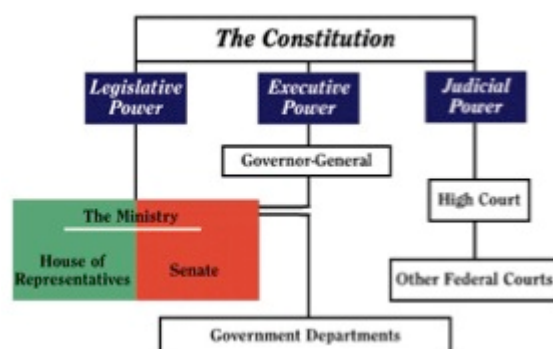 The Constitution
Legislative
Power
Executive
Power
Judicial
Power
Governor-General
High Court
The Ministry
House of
Representatives
Senate
Other Federal Courts
Government Departments